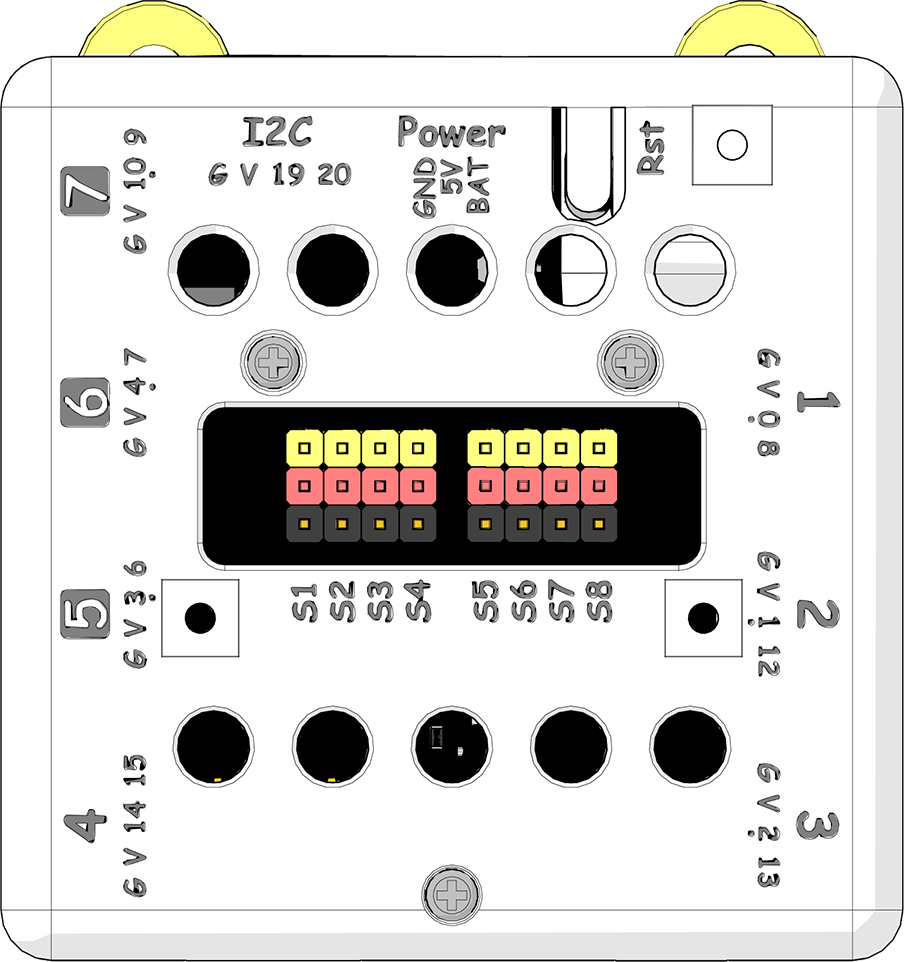 I2C
G V 19 20
Power
GND
5V
BAT
Rst
7
G V 10 9
6
G V 4 7
5
G V 3 6
4
G V 14 15
1
G V 0 8
2
G V 1 12
3
G V 2 13
S1 S2 S3 S4 S5 S6 S7 S8